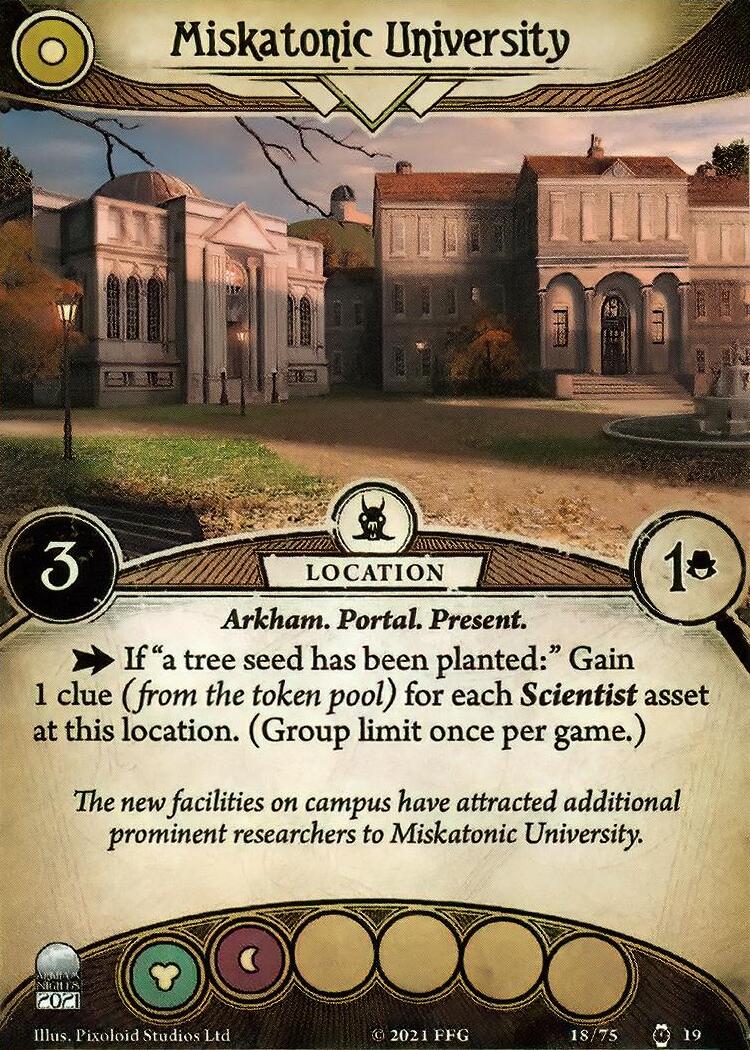 Miskatonic University
3
1
LOCATION
Arkham. Portal. Present.
If “a tree seed has been planted:” Gain
1 clue (from the token pool) for each Scientist asset
at this location. (Group limit once per game.)
The new facilities on campus have attracted additional
prominent researchers to Miskatonic University.
ARKHAM
NIGHTS
2021
Illus. Pixoloid Studios Ltd
© 2021 FFG
18/75
19